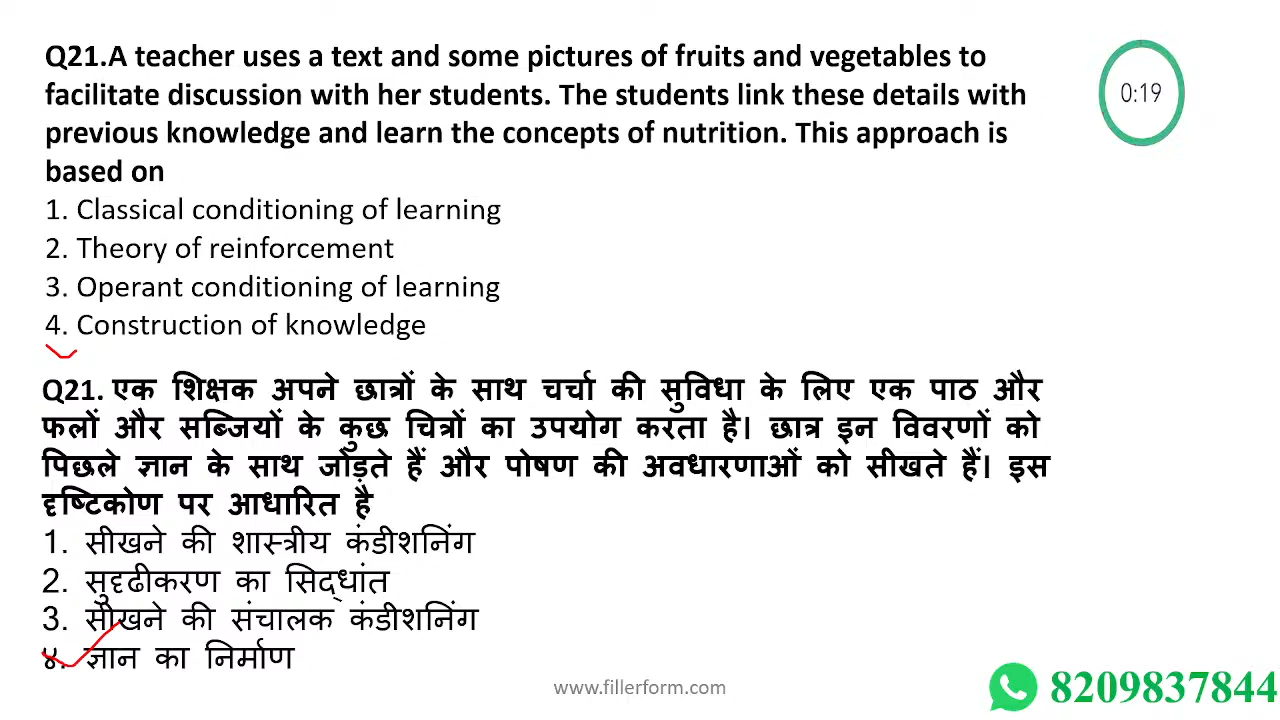 Q21.A teacher uses a text and some pictures of fruits and vegetables to
facilitate discussion with her students. The students link these details with
previous knowledge and learn the concepts of nutrition. This approach is
based on
0:19
1. Classical conditioning of learning
2. Theory of reinforcement
3. Operant conditioning of learning
4. Construction of knowledge
Q21. एक शिक्षक अपने छात्रों के साथ चर्चा की सुविधा के लिए एक पाठ और
फलों और सब्जियों के कुछ चित्रों का उपयोग करता है। छात्र इन विवरणों को
पिछले ज्ञान के साथ जोड़ते हैं और पोषण की अवधारणाओं को सीखते हैं। इस
दृष्टिकोण पर आधारित है
1. सीखने की शास्त्रीय कंडीशनिंग
2. सुदृढीकरण का सिद्धांत
3. सीखने की संचालक कंडीशनिंग
४. ज्ञान का निर्माण
www.fillerform.com
8209837844